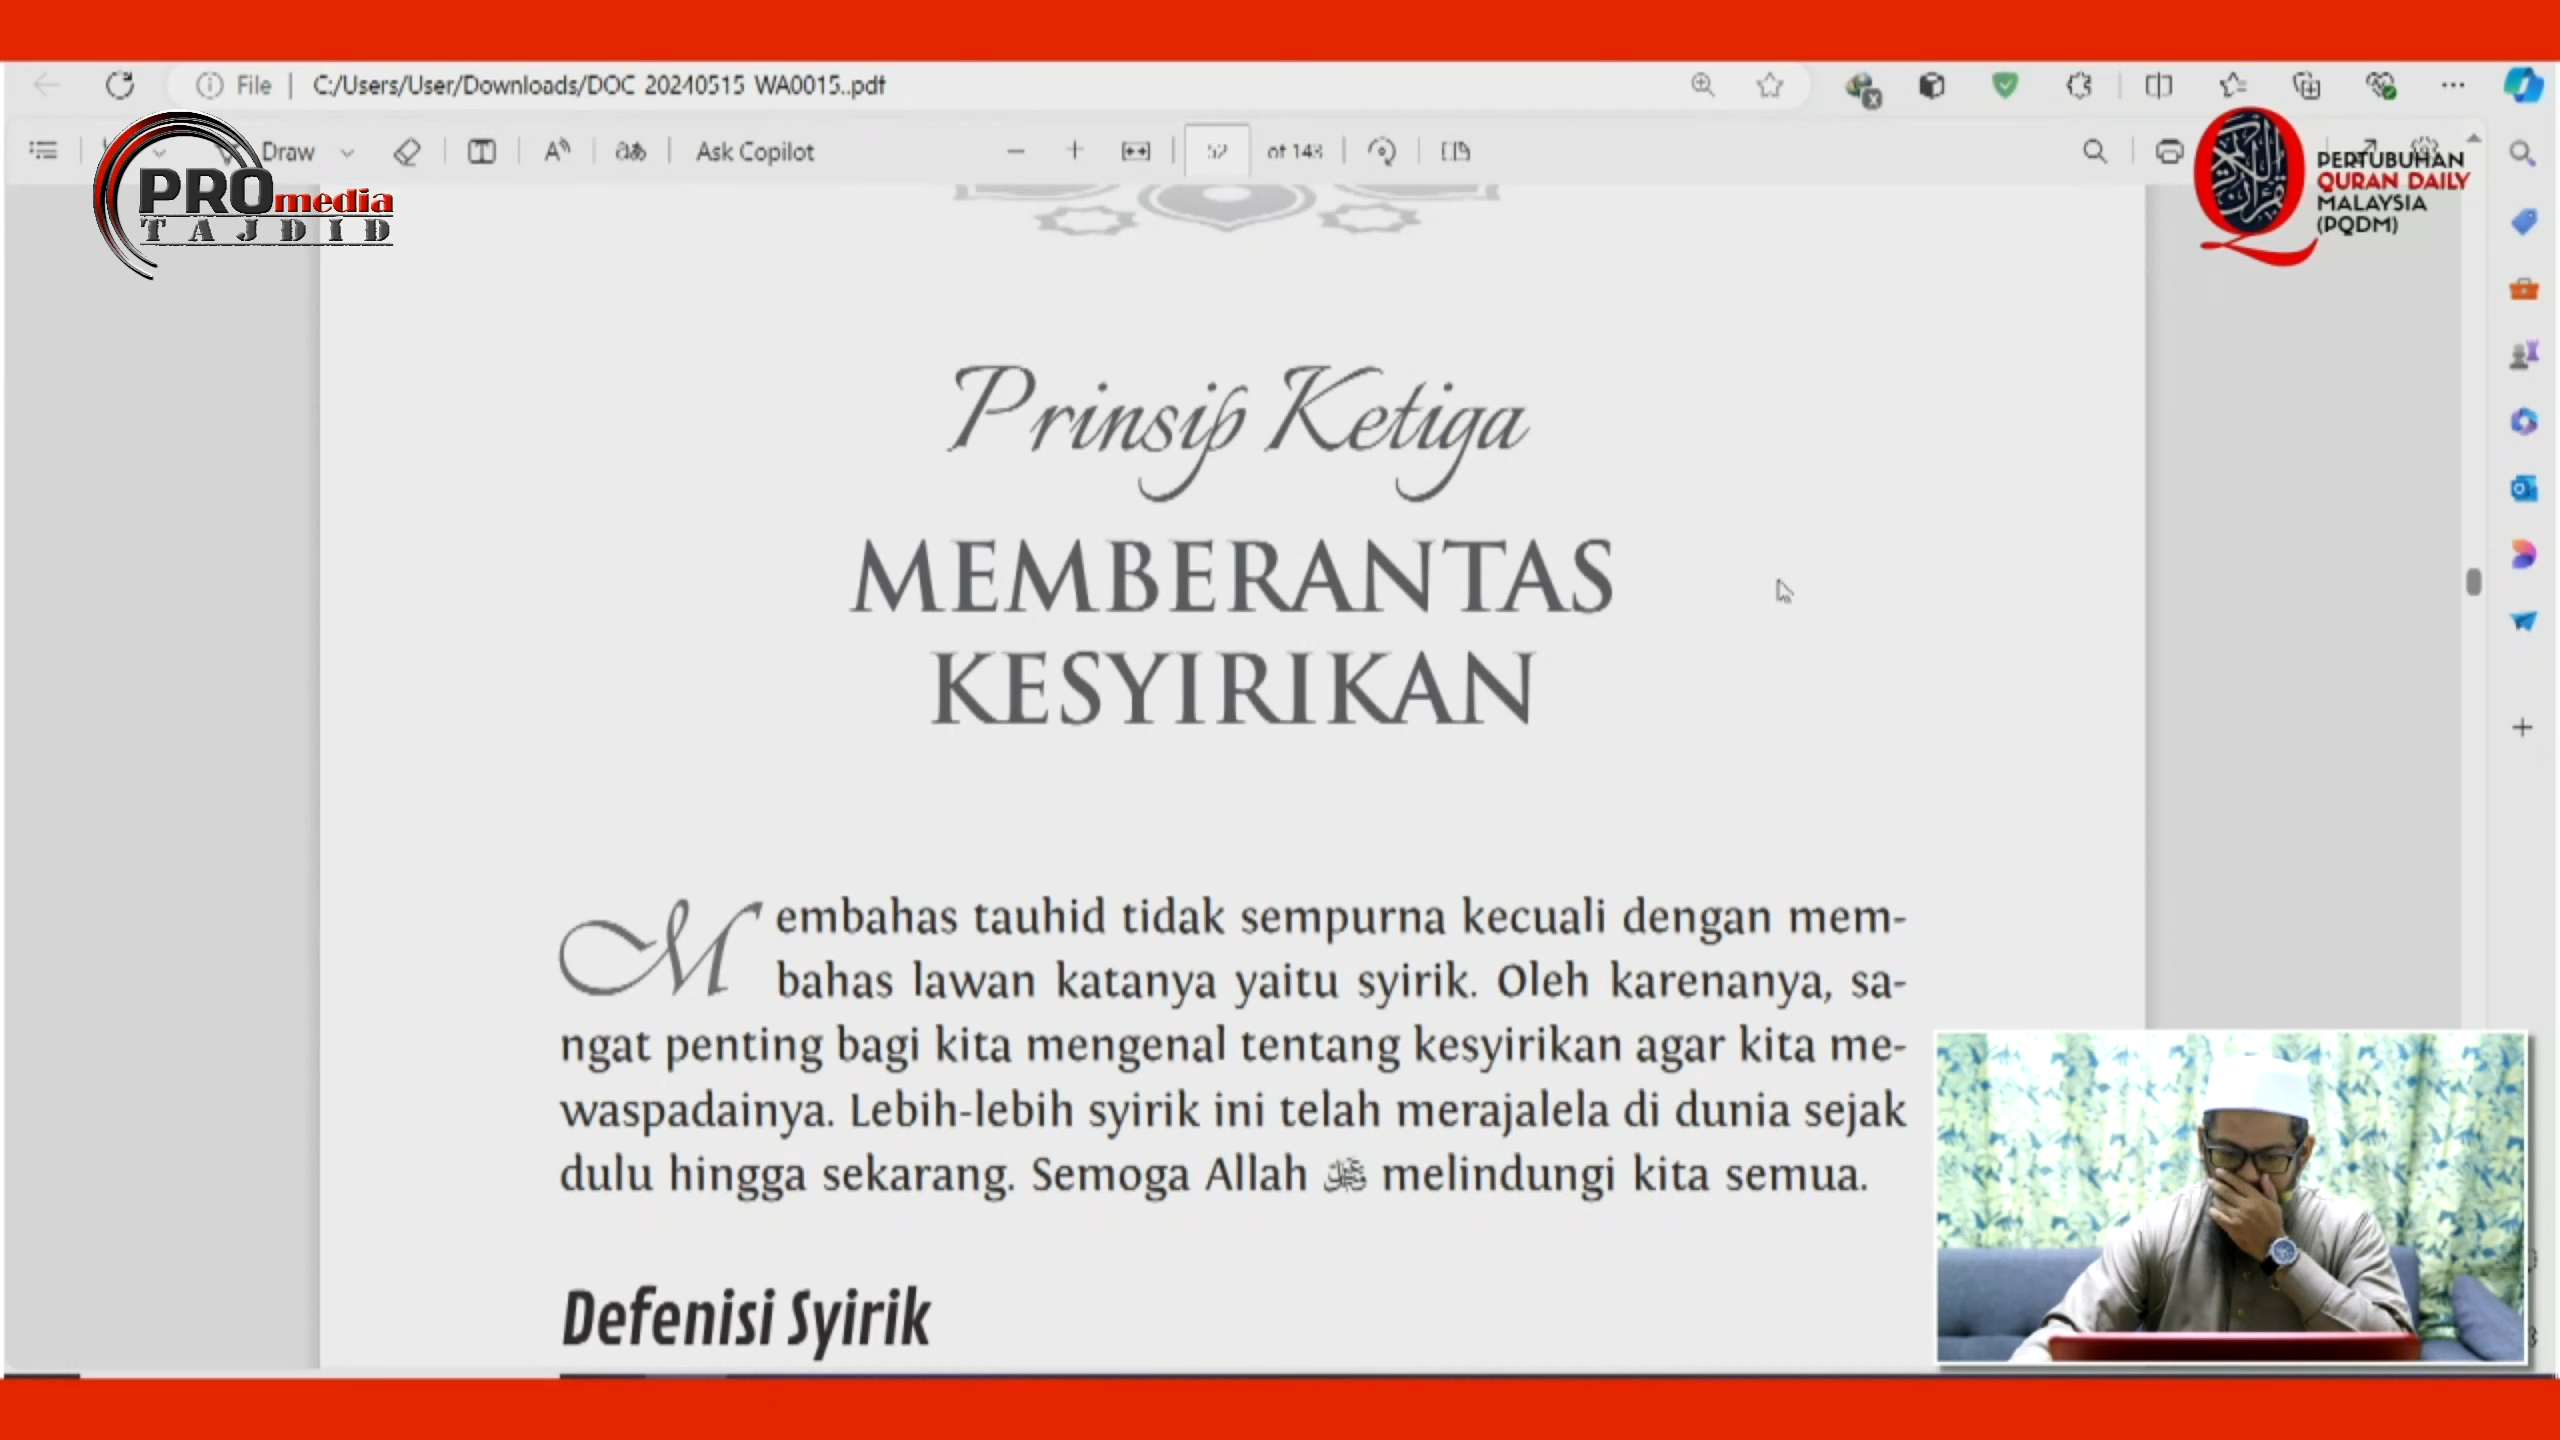 File | C:/Users/User/Downloads/DOC 20240515 WA0015..pdf
Draw
Ask Copilot
52 of 143
PROmedia
TAJDID
PERTUBUHAN
QURAN DAILY
MALAYSIA
(PQDM)
Prinsip Ketiga
MEMBERANTAS
KESYIRIKAN
Membahas tauhid tidak sempurna kecuali dengan mem-
bahas lawan katanya yaitu syirik. Oleh karenanya, sa-
ngat penting bagi kita mengenal tentang kesyirikan agar kita me-
waspadainya. Lebih-lebih syirik ini telah merajalela di dunia sejak
dulu hingga sekarang. Semoga Allah melindungi kita semua.
Defenisi Syirik